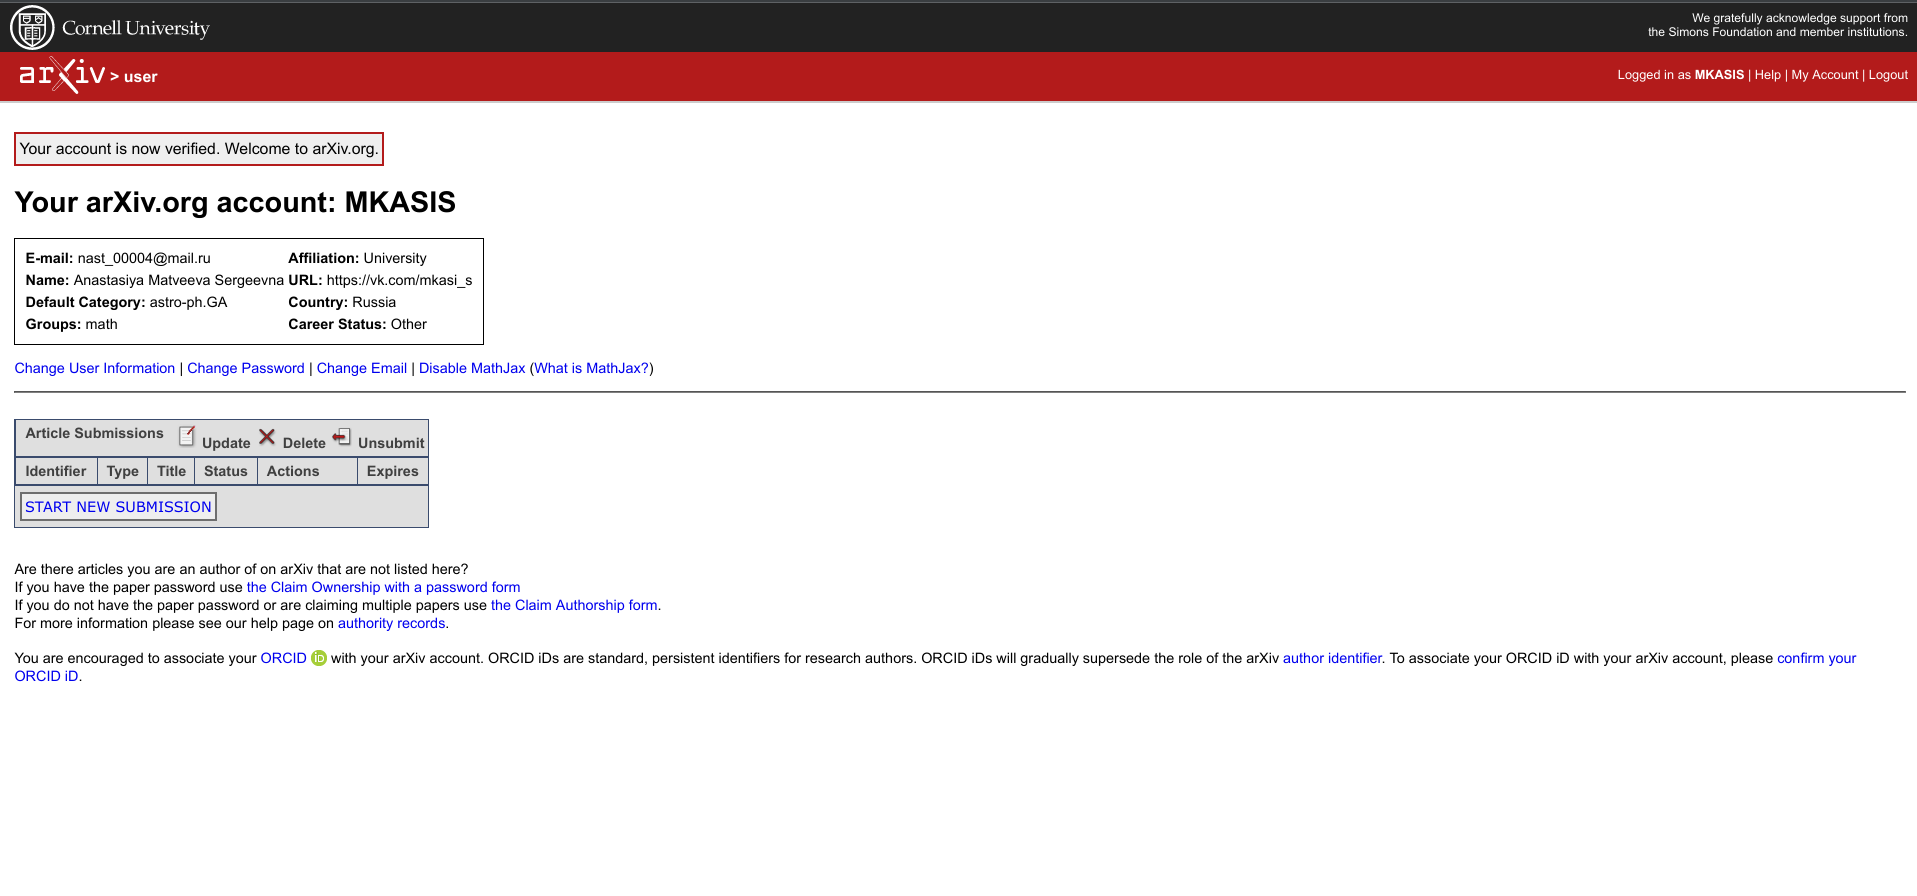 Cornell University
We gratefully acknowledge support from
the Simons Foundation and member institutions.
arXiv > user
Logged in as MKASIS | Help | My Account | Logout
Your account is now verified. Welcome to arXiv.org.
Your arXiv.org account: MKASIS
E-mail: nast_00004@mail.ru Affiliation: University
Name: Anastasiya Matveeva Sergeevna URL: https://vk.com/mkasi_s
Default Category: astro-ph.GA Country: Russia
Groups: math Career Status: Other
Change User Information | Change Password | Change Email | Disable MathJax (What is MathJax?)
Article Submissions Update Delete Unsubmit
Identifier Type Title Status Actions Expires
START NEW SUBMISSION
Are there articles you are an author of on arXiv that are not listed here?
If you have the paper password use the Claim Ownership with a password form
If you do not have the paper password or are claiming multiple papers use the Claim Authorship form.
For more information please see our help page on authority records.
You are encouraged to associate your ORCID iD with your arXiv account. ORCID iDs are standard, persistent identifiers for research authors. ORCID iDs will gradually supersede the role of the arXiv author identifier. To associate your ORCID iD with your arXiv account, please confirm your
ORCID iD.